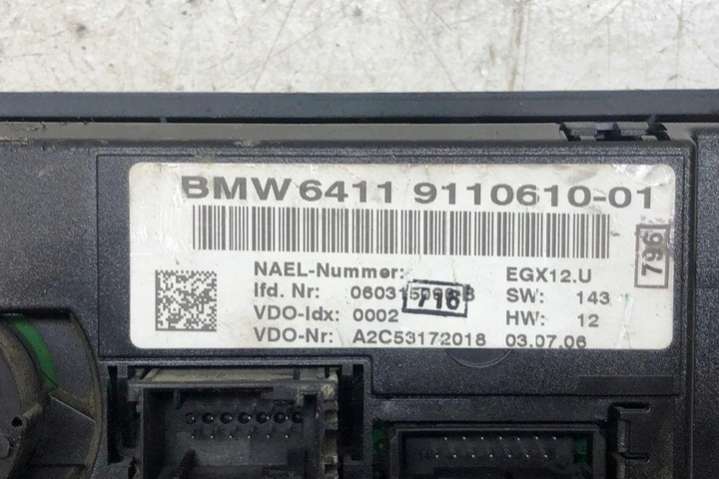 BMW 6411 9110610-01
796
NAEL-Nummer: EGX12.U
lfd. Nr: SW: 143
716
VDO-Idx: 0002 HW: 12
VDO-Nr: A2C53172018 03.07.06